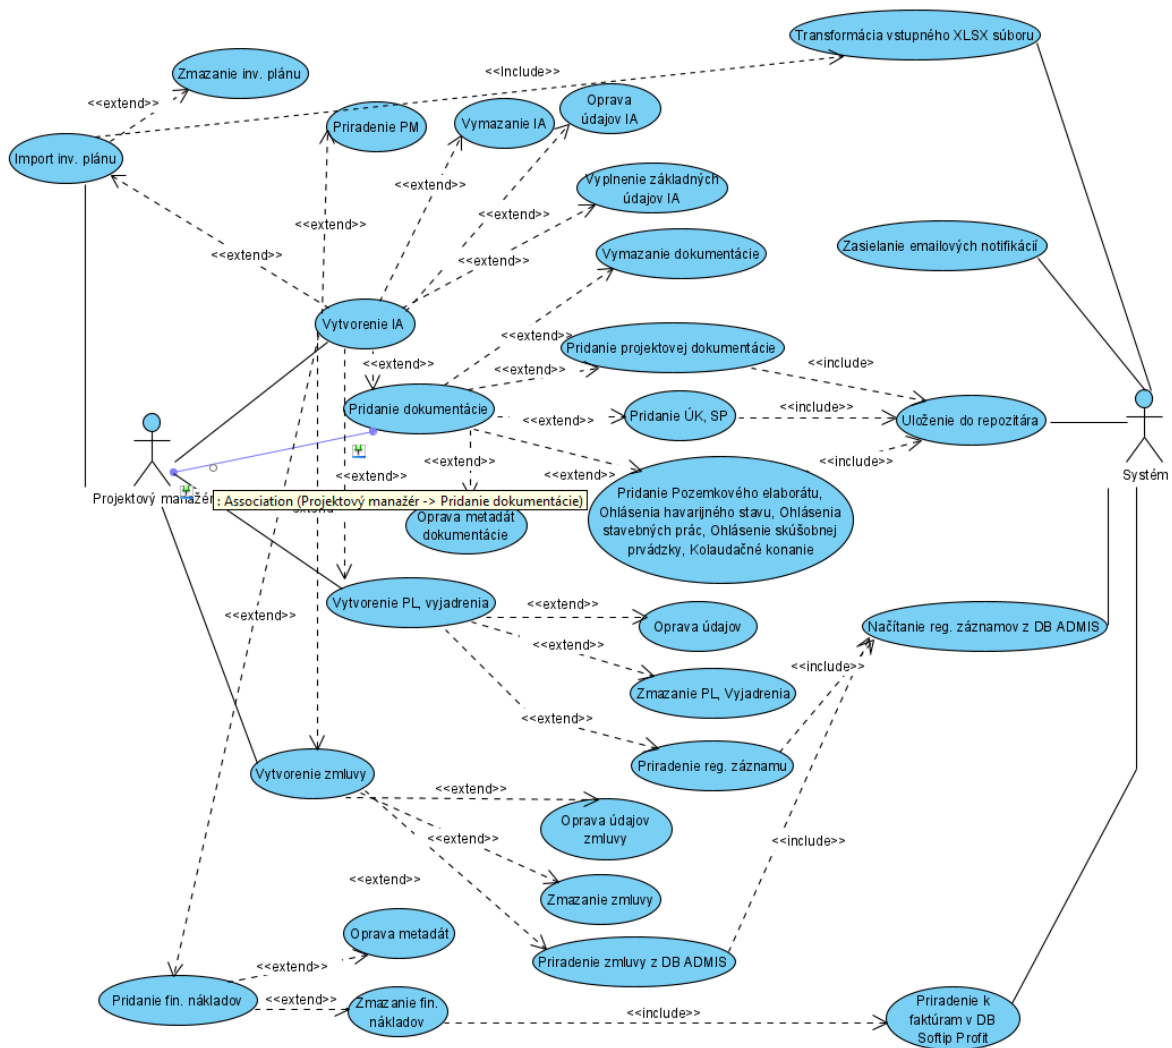 Transformácia vstupného XLSX súboru
Zmazanie inv. plánu
<<Include>>
<<extend>>
Oprava
údajov IA
Priradenie PM
Vymazanie IA
Import inv. plánu
<<extend>>
Vyplnenie základných
údajov IA
<<extend>>
<<extend>>
<<extend>>
<<extend>>
<<extend>>
Zasielanie emailových notifikácií
Vymazanie dokumentácie
Vytvorenie IA
<<extend>>
Pridanie projektovej dokumentácie
<<extend>>
<<include>
<<extend>>
Pridanie dokumentácie
<<extend>>
Pridanie ÚK, SP
<<include>>
Uloženie do repozitára
<<extend>>
<<include>>
<<extend>>
<<extend>>
Systém
Projektový manažér
: Association (Projektový manažér -> Pridanie dokumentácie)
Pridanie Pozemkového elaborátu,
Ohlásenia havarijného stavu, Ohlásenia
stavebných prác, Ohlásenie skúšobnej
prvádzky, Kolaudačné konanie
Oprava metadát
dokumentácie
Vytvorenie PL, vyjadrenia
<<extend>>
<<extend>>
Oprava údajov
Načítanie reg. záznamov z DB ADMIS
<<extend>>
<<include>>
Zmazanie PL, Vyjadrenia
<<extend>>
Priradenie reg. záznamu
Vytvorenie zmluvy
<<extend>>
Oprava údajov
zmluvy
<<extend>>
<<include>>
<<extend>>
Zmazanie zmluvy
Oprava metadát
Priradenie zmluvy z DB ADMIS
<<extend>>
Pridanie fin. nákladov
<<extend>>
Zmazanie fin.
nákladov
<<include>>
Priradenie k
faktúram v DB
Softip Profit